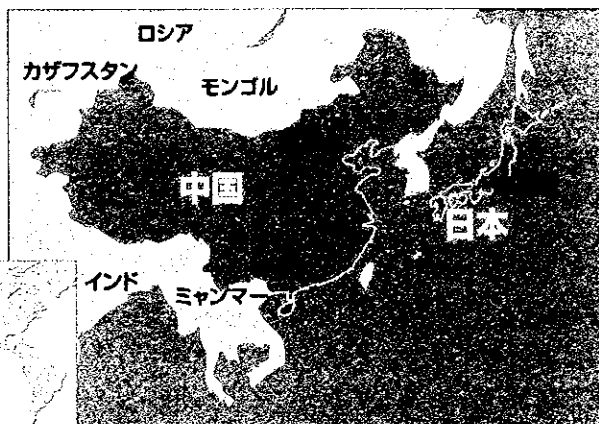 ロシア
カザフスタン
モンゴル
中国
日本
インド
ミャンマー